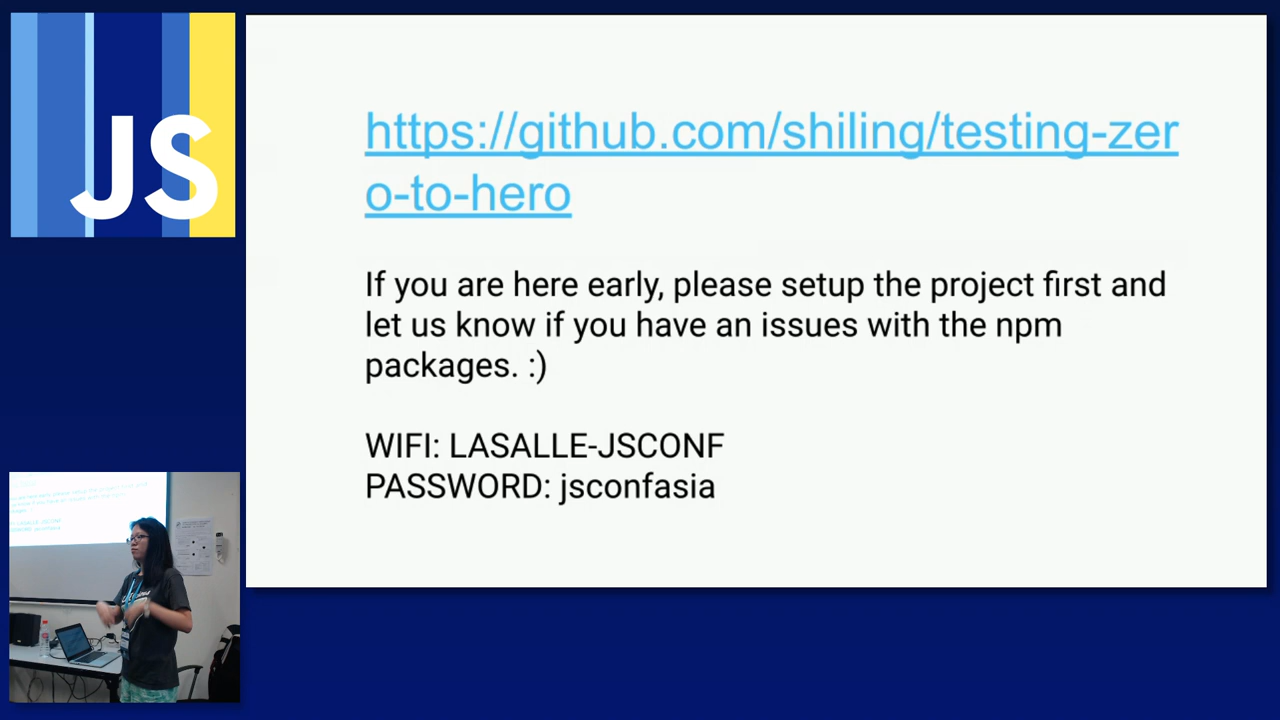 JS
https://github.com/shiling/testing-zer
o-to-hero
If you are here early, please setup the project first and
let us know if you have an issues with the npm
packages. :)
WIFI: LASALLE-JSCONF
PASSWORD: jsconfasia